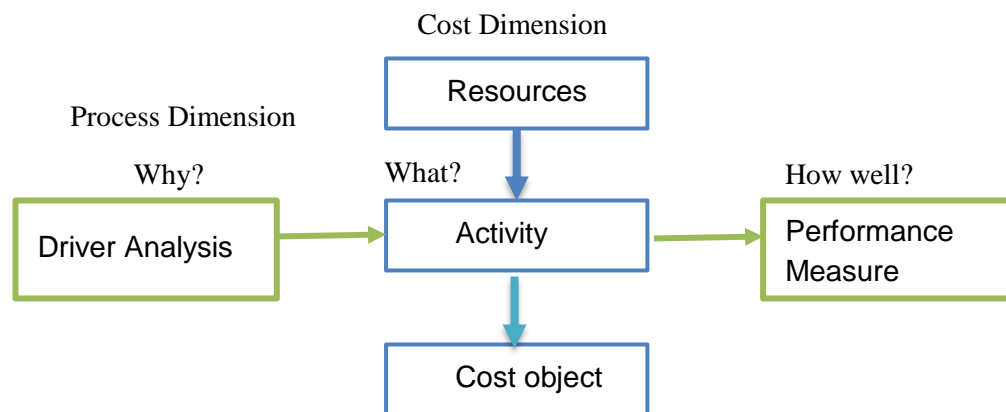 Cost Dimension
Resources
Process Dimension
Why?
What?
How well?
Driver Analysis
Activity
Performance
Measure
Cost object